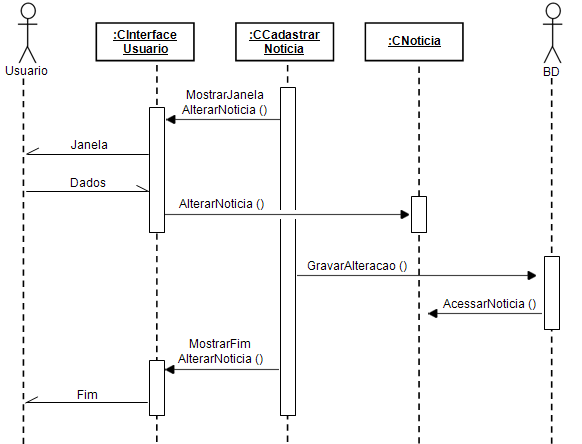 :CInterface
Usuario
:CCadastrar
Noticia
:CNoticia
Usuario
BD
MostrarJanela
AlterarNoticia ()
Janela
Dados
AlterarNoticia ()
GravarAlteracao ()
AcessarNoticia ()
MostrarFim
AlterarNoticia ()
Fim